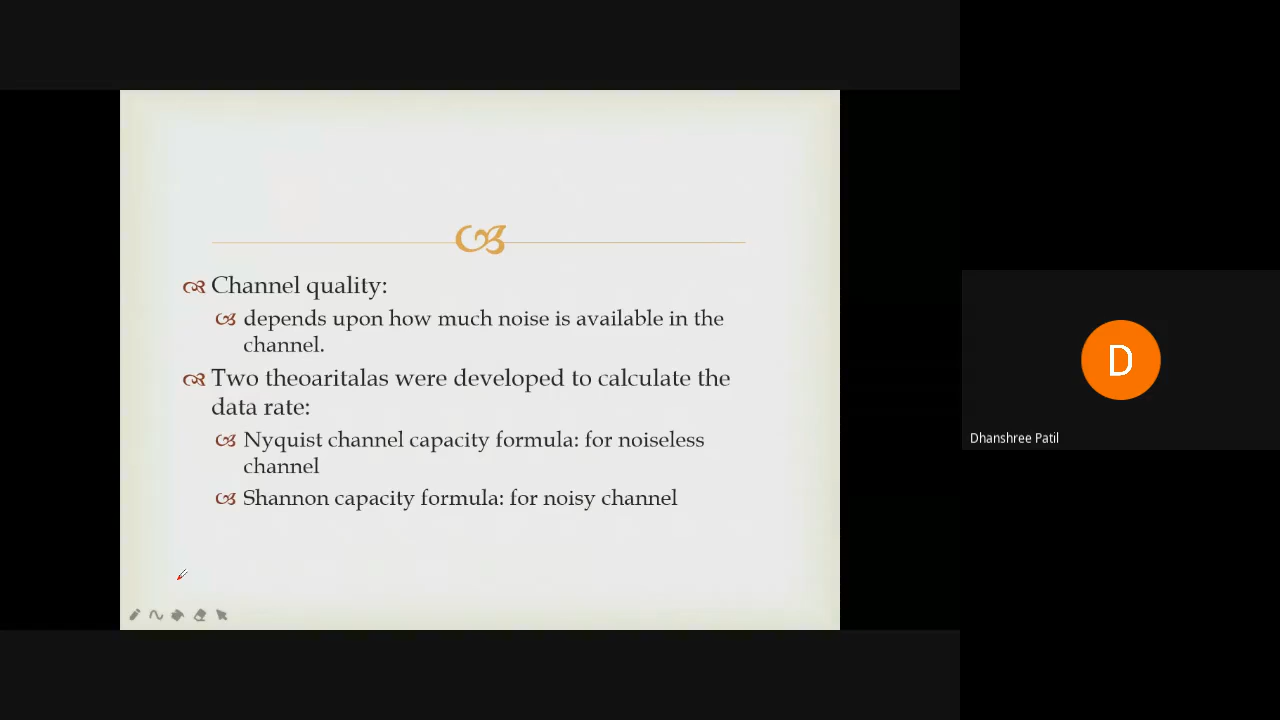 Channel quality:
depends upon how much noise is available in the
channel.
Two theoaritalas were developed to calculate the
data rate:
Nyquist channel capacity formula: for noiseless
channel
Shannon capacity formula: for noisy channel
D
Dhanshree Patil